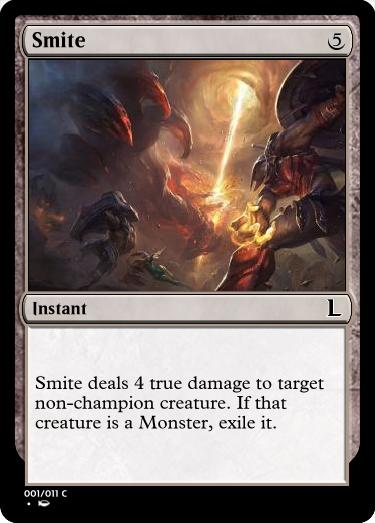 Smite 5
Instant L
Smite deals 4 true damage to target
non-champion creature. If that
creature is a Monster, exile it.
001/011 C